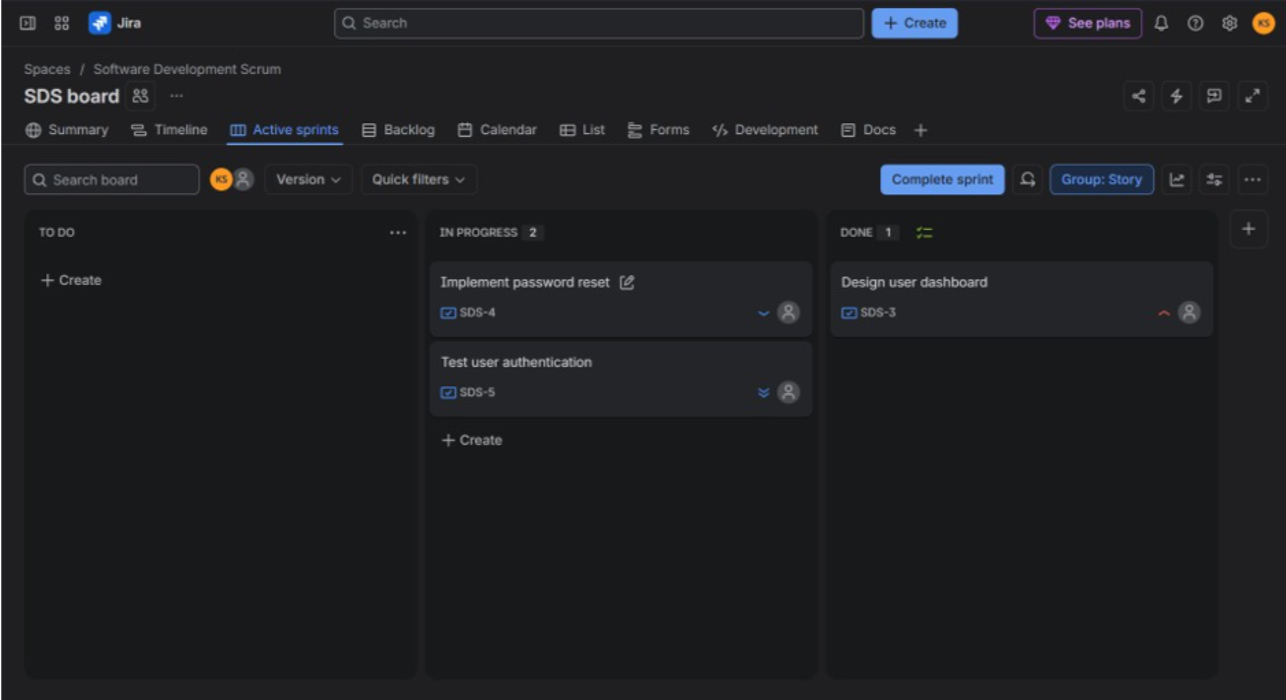 Jira Search + Create See plans KS
Spaces / Software Development Scrum
SDS board
Summary Timeline Active sprints Backlog Calendar List Forms Development Docs +
Search board KS Version Quick filters Complete sprint Group: Story
TO DO
+ Create
IN PROGRESS 2
Implement password reset
SDS-4
Test user authentication
SDS-5
+ Create
DONE 1
Design user dashboard
SDS-3